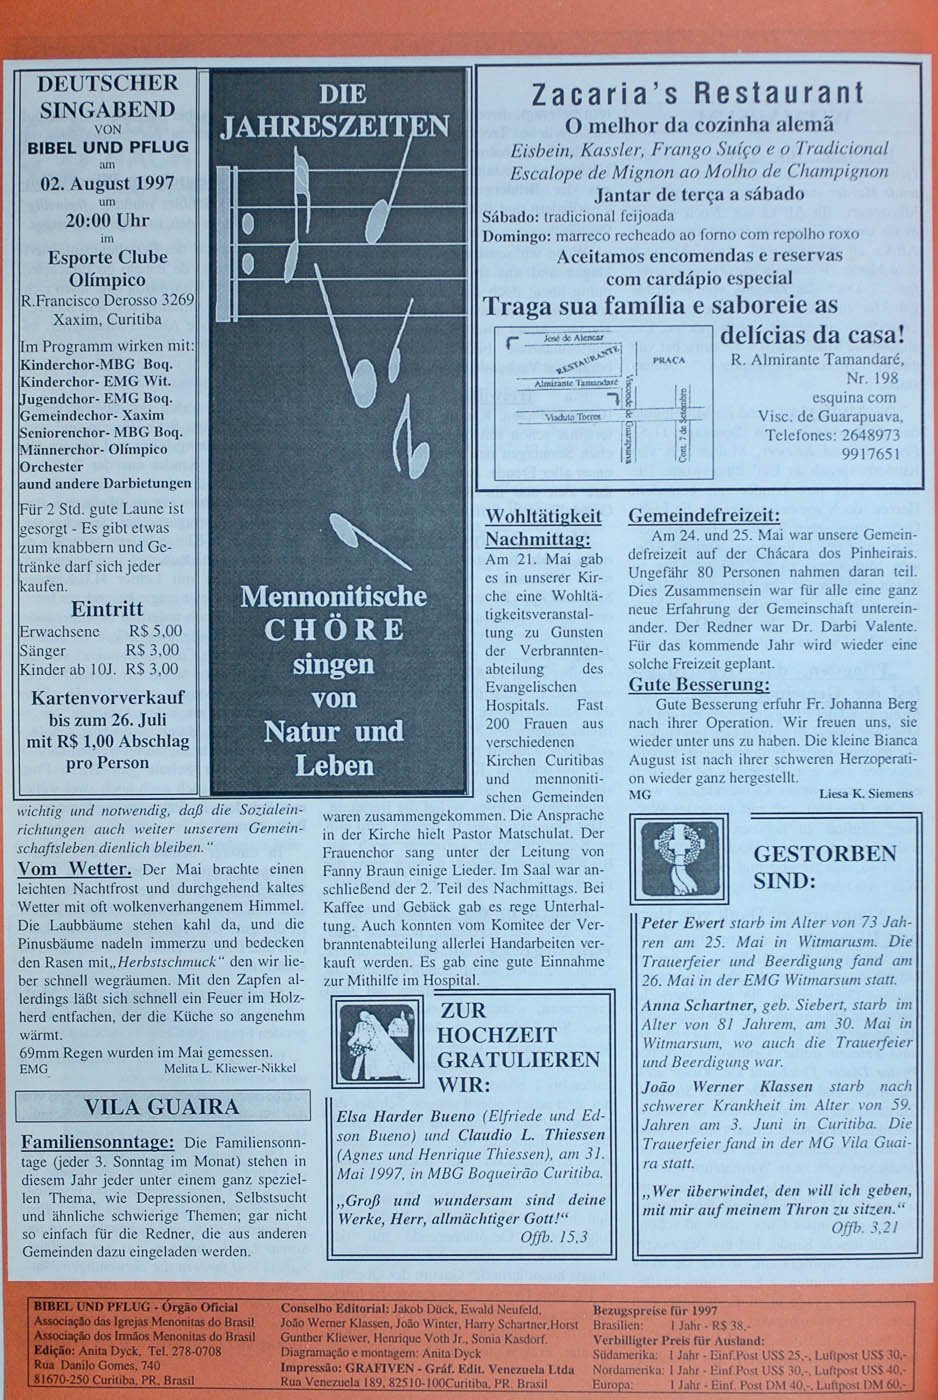 DEUTSCHER
SINGABEND
VON
BIBEL UND PFLUG
am
02. August 1997
um
20:00 Uhr
im
Esporte Clube
Olímpico
R.Francisco Derosso 3269
Xaxim, Curitiba
Im Programm wirken mit:
Kinderchor-MBG Boq.
Kinderchor- EMG Wit.
Jugendchor- EMG Boq.
Gemeindechor- Xaxim
Seniorenchor- MBG Boq.
Männerchor- Olímpico
Orchester
aund andere Darbietungen
Für 2 Std. gute Laune ist
gesorgt - Es gibt etwas
zum knabbern und Ge-
tränke darf sich jeder
kaufen.
Eintritt
Erwachsene R$ 5,00
Sänger R$ 3,00
Kinder ab 10J. R$ 3,00
Kartenvorverkauf
bis zum 26. Juli
mit R$ 1,00 Abschlag
pro Person
DIE
JAHRESZEITEN
Mennonitische
CHÖRE
singen
von
Natur und
Leben
Zacaria's Restaurant
O melhor da cozinha alemã
Eisbein, Kassler, Frango Suíço e o Tradicional
Escalope de Mignon ao Molho de Champignon
Jantar de terça a sábado
Sábado: tradicional feijoada
Domingo: marreco recheado ao forno com repolho roxo
Aceitamos encomendas e reservas
com cardápio especial
Traga sua família e saboreie as
delícias da casa!
José de Alencar
RESTAURANTE
PRAÇA
Almirante Tamandaré
Viaduto Torres
Visconde de Guarapuava
Cont. 7 de Setembro
R. Almirante Tamandaré,
Nr. 198
esquina com
Visc. de Guarapuava,
Telefones: 2648973
9917651
wichtig und notwendig, daß die Sozialein-
richtungen auch weiter unserem Gemein-
schaftsleben dienlich bleiben."
Vom Wetter. Der Mai brachte einen
leichten Nachtfrost und durchgehend kaltes
Wetter mit oft wolkenverhangenem Himmel.
Die Laubbäume stehen kahl da, und die
Pinusbäume nadeln immerzu und bedecken
den Rasen mit„Herbstschmuck" den wir lie-
ber schnell wegräumen. Mit den Zapfen al-
lerdings läßt sich schnell ein Feuer im Holz-
herd entfachen, der die Küche so angenehm
wärmt.
69mm Regen wurden im Mai gemessen.
EMG Melita L. Kliewer-Nikkel
VILA GUAIRA
Familiensonntage: Die Familiensonn-
tage (jeder 3. Sonntag im Monat) stehen in
diesem Jahr jeder unter einem ganz speziel-
len Thema, wie Depressionen, Selbstsucht
und ähnliche schwierige Themen; gar nicht
so einfach für die Redner, die aus anderen
Gemeinden dazu eingeladen werden.
Wohltätigkeit
Nachmittag:
Am 21. Mai gab
es in unserer Kir-
che eine Wohltä-
tigkeitsveranstal-
tung zu Gunsten
der Verbrannten-
abteilung des
Evangelischen
Hospitals. Fast
200 Frauen aus
verschiedenen
Kirchen Curitibas
und mennoniti-
schen Gemeinden
waren zusammengekommen. Die Ansprache
in der Kirche hielt Pastor Matschulat. Der
Frauenchor sang unter der Leitung von
Fanny Braun einige Lieder. Im Saal war an-
schließend der 2. Teil des Nachmittags. Bei
Kaffee und Gebäck gab es rege Unterhal-
tung. Auch konnten vom Komitee der Ver-
branntenabteilung allerlei Handarbeiten ver-
kauft werden. Es gab eine gute Einnahme
zur Mithilfe im Hospital.
ZUR
HOCHZEIT
GRATULIEREN
WIR:
Elsa Harder Bueno (Elfriede und Ed-
son Bueno) und Claudio L. Thiessen
(Agnes und Henrique Thiessen), am 31.
Mai 1997, in MBG Boqueirão Curitiba.
„Groß und wundersam sind deine
Werke, Herr, allmächtiger Gott!"
Offb. 15,3
Gemeindefreizeit:
Am 24. und 25. Mai war unsere Gemein-
defreizeit auf der Chácara dos Pinheirais.
Ungefähr 80 Personen nahmen daran teil.
Dies Zusammensein war für alle eine ganz
neue Erfahrung der Gemeinschaft unterein-
ander. Der Redner war Dr. Darbi Valente.
Für das kommende Jahr wird wieder eine
solche Freizeit geplant.
Gute Besserung:
Gute Besserung erfuhr Fr. Johanna Berg
nach ihrer Operation. Wir freuen uns, sie
wieder unter uns zu haben. Die kleine Bianca
August ist nach ihrer schweren Herzoperati-
on wieder ganz hergestellt.
MG Liesa K. Siemens
GESTORBEN
SIND:
Peter Ewert starb im Alter von 73 Jah-
ren am 25. Mai in Witmarusm. Die
Trauerfeier und Beerdigung fand am
26. Mai in der EMG Witmarsum statt.
Anna Schartner, geb. Siebert, starb im
Alter von 81 Jahrem, am 30. Mai in
Witmarsum, wo auch die Trauerfeier
und Beerdigung war.
João Werner Klassen starb nach
schwerer Krankheit im Alter von 59.
Jahren am 3. Juni in Curitiba. Die
Trauerfeier fand in der MG Vila Guai-
ra statt.
„Wer überwindet, den will ich geben,
mit mir auf meinem Thron zu sitzen."
Offb. 3,21
BIBEL UND PFLUG - Órgão Oficial
Associação das Igrejas Menonitas do Brasil
Associação dos Irmãos Menonitas do Brasil
Edição: Anita Dyck, Tel. 278-0708
Rua Danilo Gomes, 740
81670-250 Curitiba, PR, Brasil
Conselho Editorial: Jakob Dück, Ewald Neufeld,
João Werner Klassen, João Winter, Harry Schartner,Horst
Gunther Kliewer, Henrique Voth Jr., Sonia Kasdorf.
Diagramação e montagem: Anita Dyck
Impressão: GRAFIVEN - Gráf. Edit. Venezuela Ltda
Rua Venezuela 189, 82510-100Curitiba, PR. Brasil
Bezugspreise für 1997
Brasilien: 1 Jahr - R$ 38,-
Verbilligter Preis für Ausland:
Südamerika: 1 Jahr - Einf.Post US$ 25,-, Luftpost US$ 30,-
Nordamerika: 1 Jahr - Einf.Post US$ 30,-, Luftpost US$ 40,-
Europa: 1 Jahr - Einf.Post DM 40,-, Luftpost DM 60,-